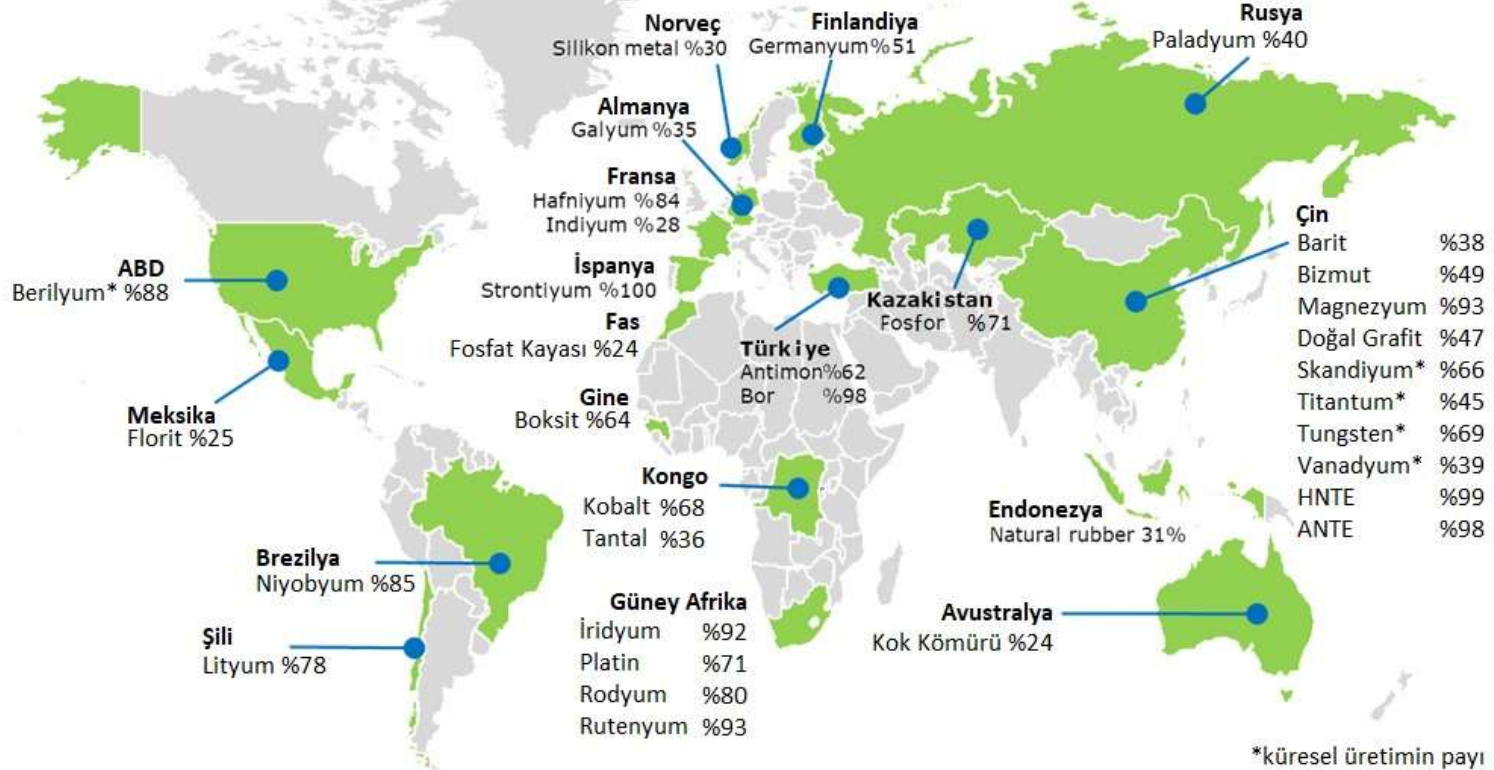 Norveç
Silikon metal %30
Finlandiya
Germanyum %51
Rusya
Paladyum %40
Almanya
Galyum %35
Fransa
Hafniyum %84
Indiyum %28
İspanya
Strontiyum %100
Fas
Fosfat Kayası %24
Gine
Boksit %64
ABD
Berilyum* %88
Meksika
Florit %25
Türkiye
Antimon %62
Bor %98
Kazakistan
Fosfor %71
Çin
Barit %38
Bizmut %49
Magnezyum %93
Doğal Grafit %47
Skandiyum* %66
Titantum* %45
Tungsten* %69
Vanadyum* %39
HNTE %99
ANTE %98
Kongo
Kobalt %68
Tantal %36
Endonezya
Natural rubber 31%
Brezilya
Niyobyum %85
Şili
Lityum %78
Güney Afrika
İridyum %92
Platin %71
Rodyum %80
Rutenyum %93
Avustralya
Kok Kömürü %24
*küresel üretimin payı